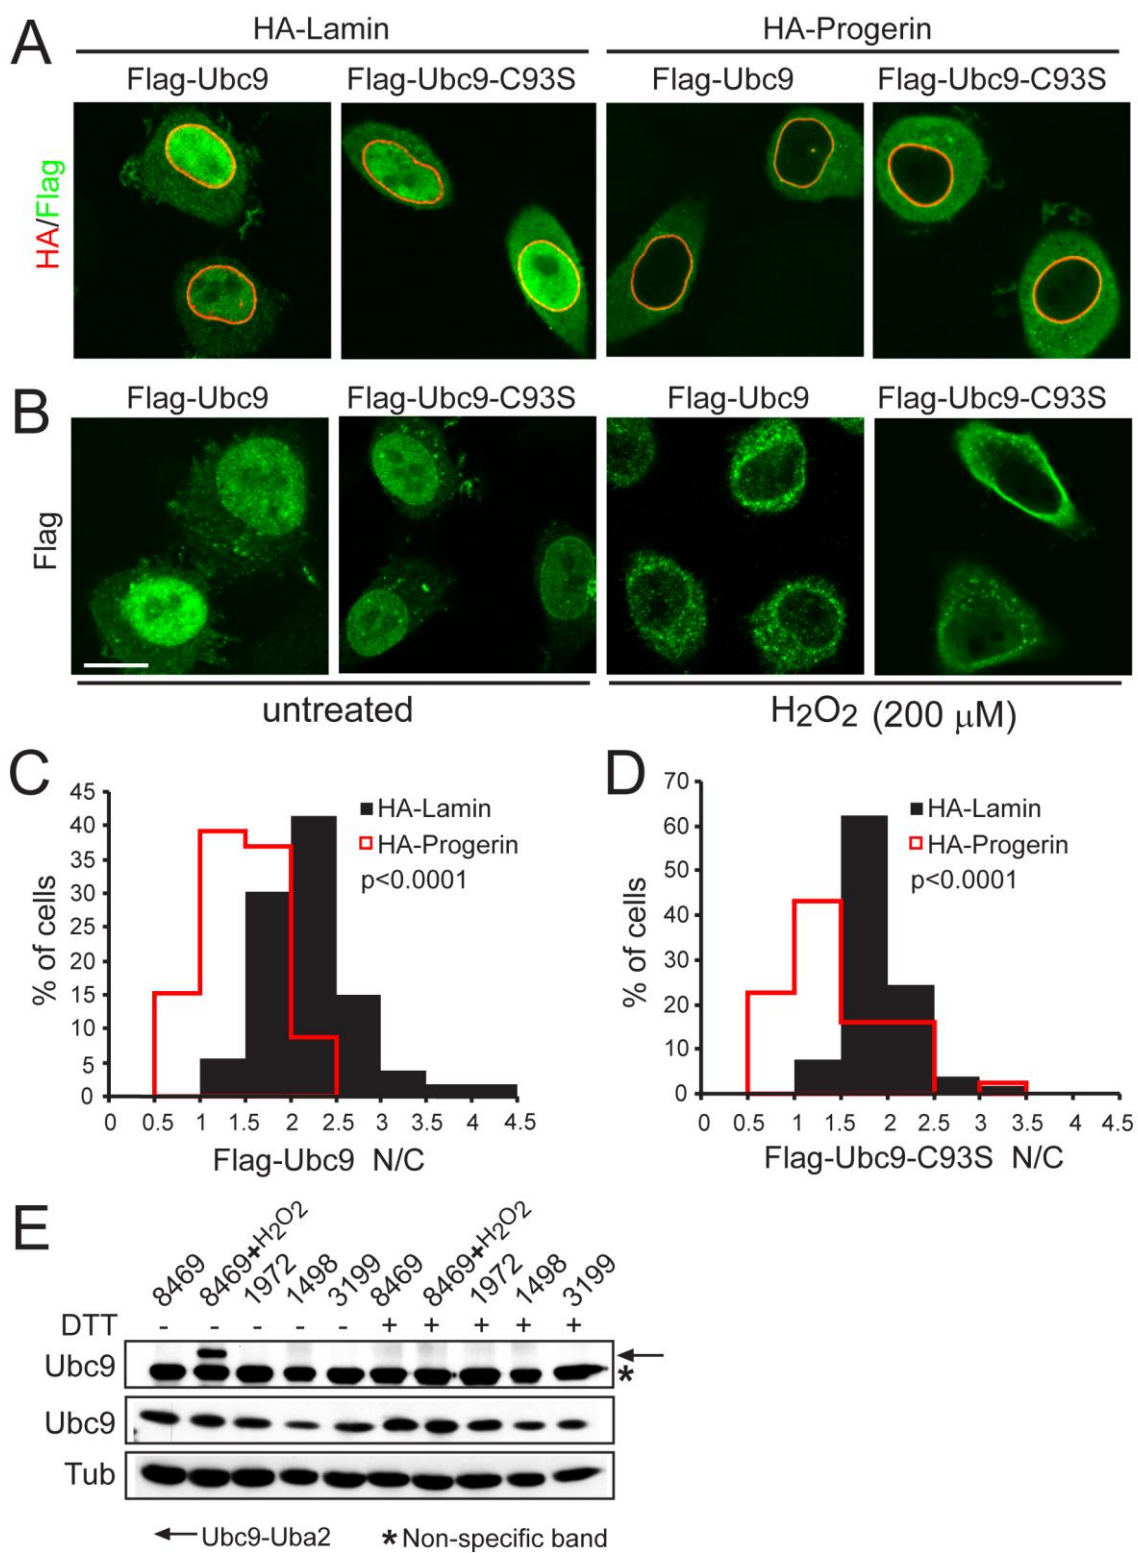 A
HA-Lamin HA-Progerin
Flag-Ubc9 Flag-Ubc9-C93S Flag-Ubc9 Flag-Ubc9-C93S
HA/Flag
B
Flag-Ubc9 Flag-Ubc9-C93S Flag-Ubc9 Flag-Ubc9-C93S
Flag
untreated H2O2 (200 μM)
C
45
40
35
30
25
20
15
10
5
0
% of cells
HA-Lamin
HA-Progerin
p<0.0001
0 0.5 1 1.5 2 2.5 3 3.5 4 4.5
Flag-Ubc9 N/C
D
70
60
50
40
30
20
10
0
% of cells
HA-Lamin
HA-Progerin
p<0.0001
0 0.5 1 1.5 2 2.5 3 3.5 4 4.5
Flag-Ubc9-C93S N/C
E
8469 8469+H2O2 1972 1498 3199 8469 8469+H2O2 1972 1498 3199
DTT - - - - - + + + + +
Ubc9 *
Ubc9
Tub
Ubc9-Uba2 * Non-specific band